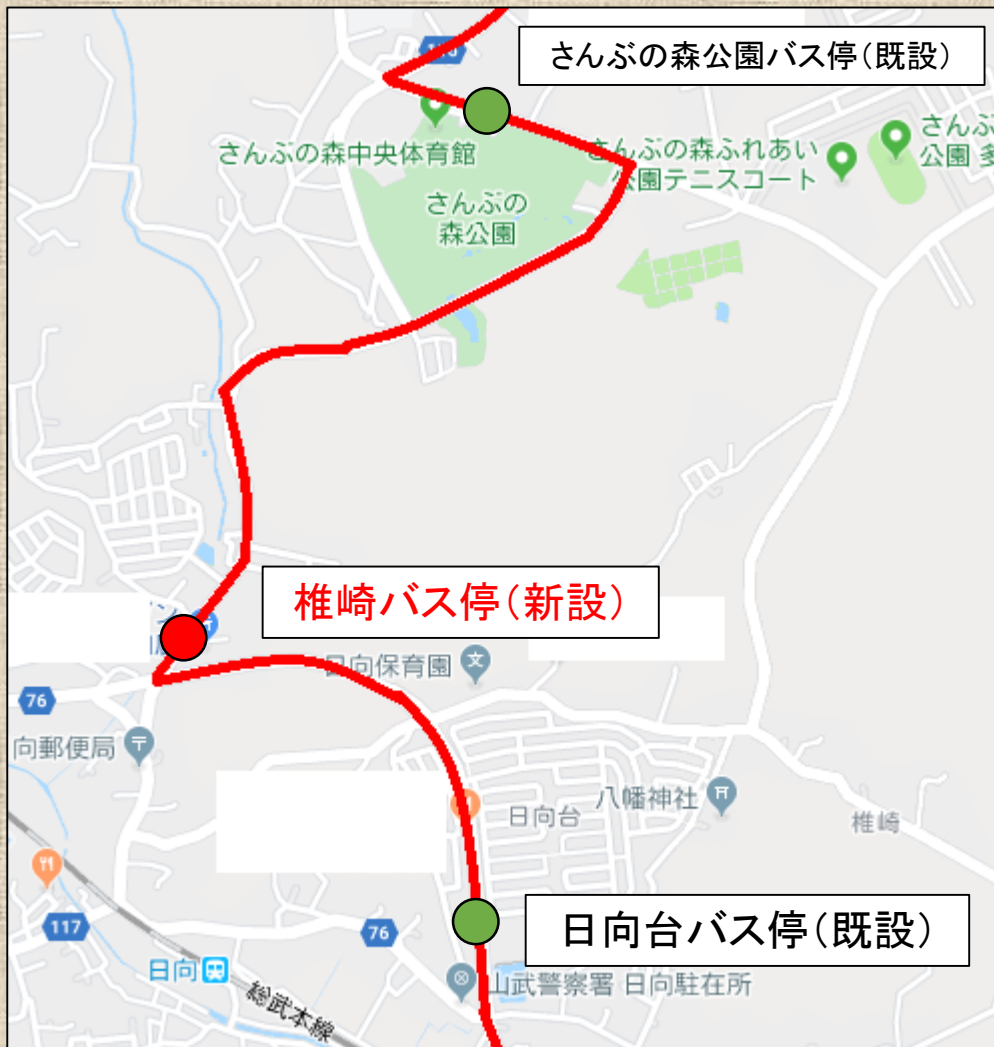 さんぶの森公園バス停(既設)
さんぶの森中央体育館
さんぶの森ふれあい
公園テニスコート
さんぶ
公園 多
さんぶの
森公園
椎崎バス停(新設)
日向保育園
76
向郵便局
八幡神社
日向台
椎崎
日向台バス停(既設)
117
76
日向
山武警察署 日向駐在所
総武本線